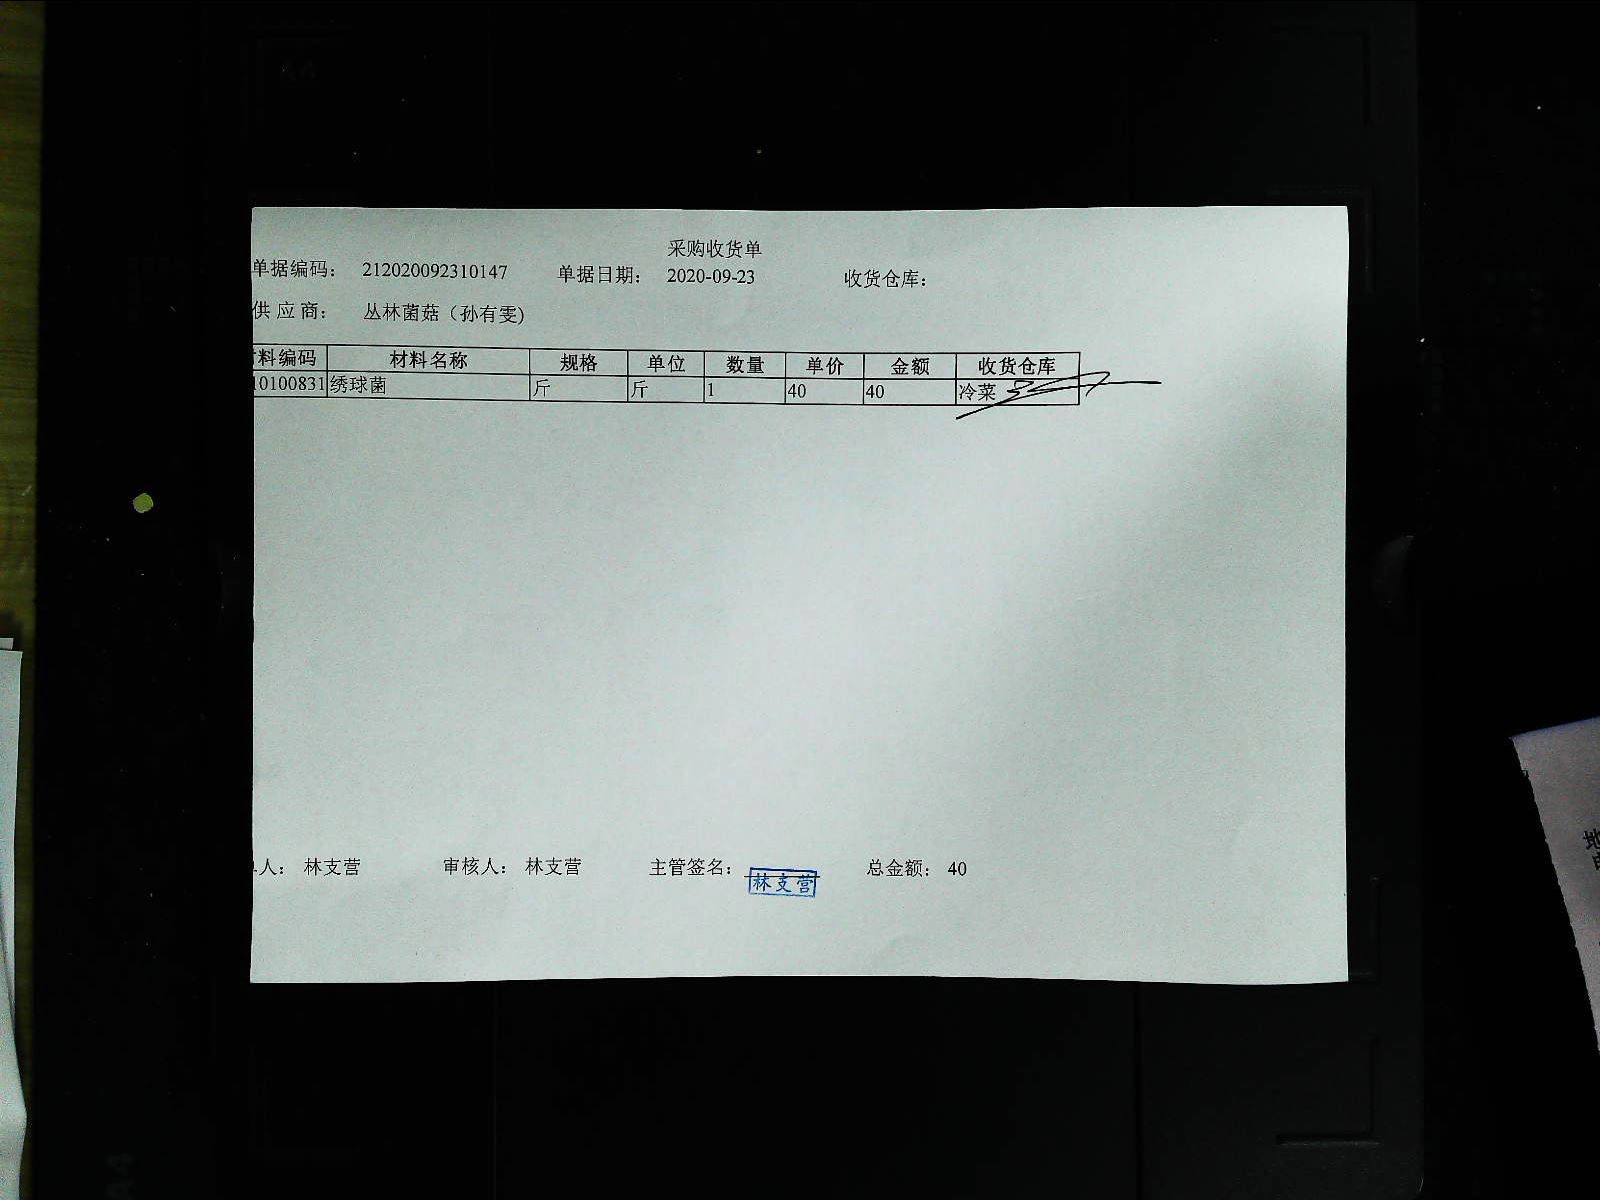 采购收货单
单据编码： 212020092310147 单据日期： 2020-09-23 收货仓库：
供 应 商： 丛林菌菇（孙有雯)
料编码 材料名称 规格 单位 数量 单价 金额 收货仓库
10100831 绣球菌 斤 斤 1 40 40 冷菜
人： 林支营 审核人： 林支营 主管签名： 林支营 总金额： 40
A4